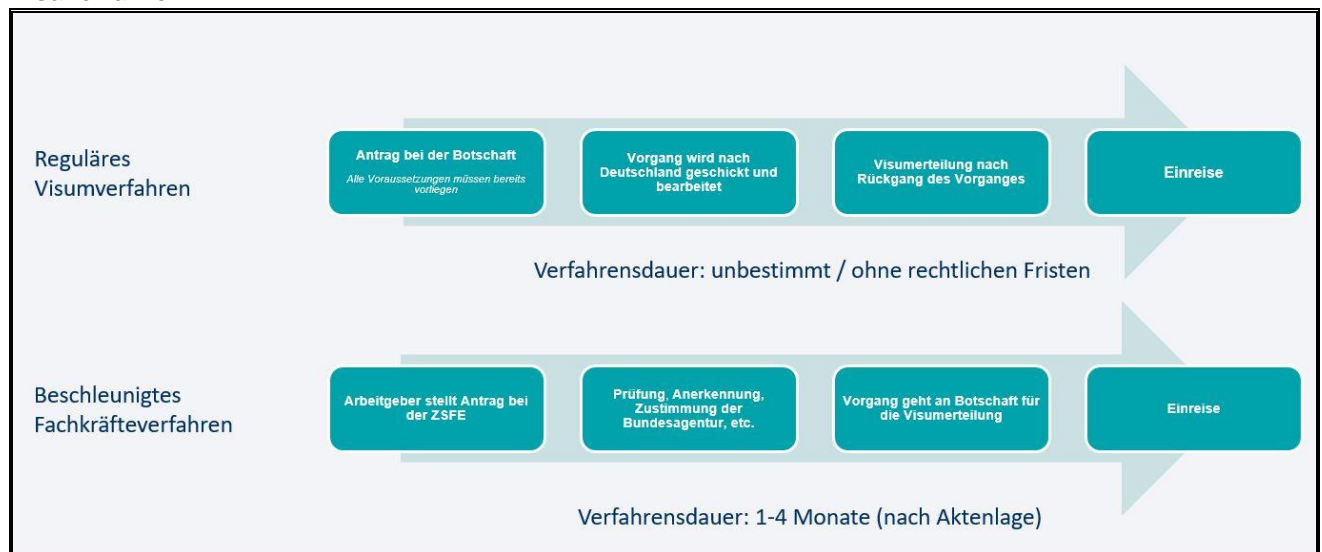 Reguläres
Visumverfahren
Antrag bei der Botschaft
Alle Voraussetzungen müssen bereits
vorliegen
Vorgang wird nach
Deutschland geschickt und
bearbeitet
Visumerteilung nach
Rückgang des Vorganges
Einreise
Verfahrensdauer: unbestimmt / ohne rechtlichen Fristen
Beschleunigtes
Fachkräfteverfahren
Arbeitgeber stellt Antrag bei
der ZSFE
Prüfung, Anerkennung,
Zustimmung der
Bundesagentur, etc.
Vorgang geht an Botschaft für
die Visumerteilung
Einreise
Verfahrensdauer: 1-4 Monate (nach Aktenlage)